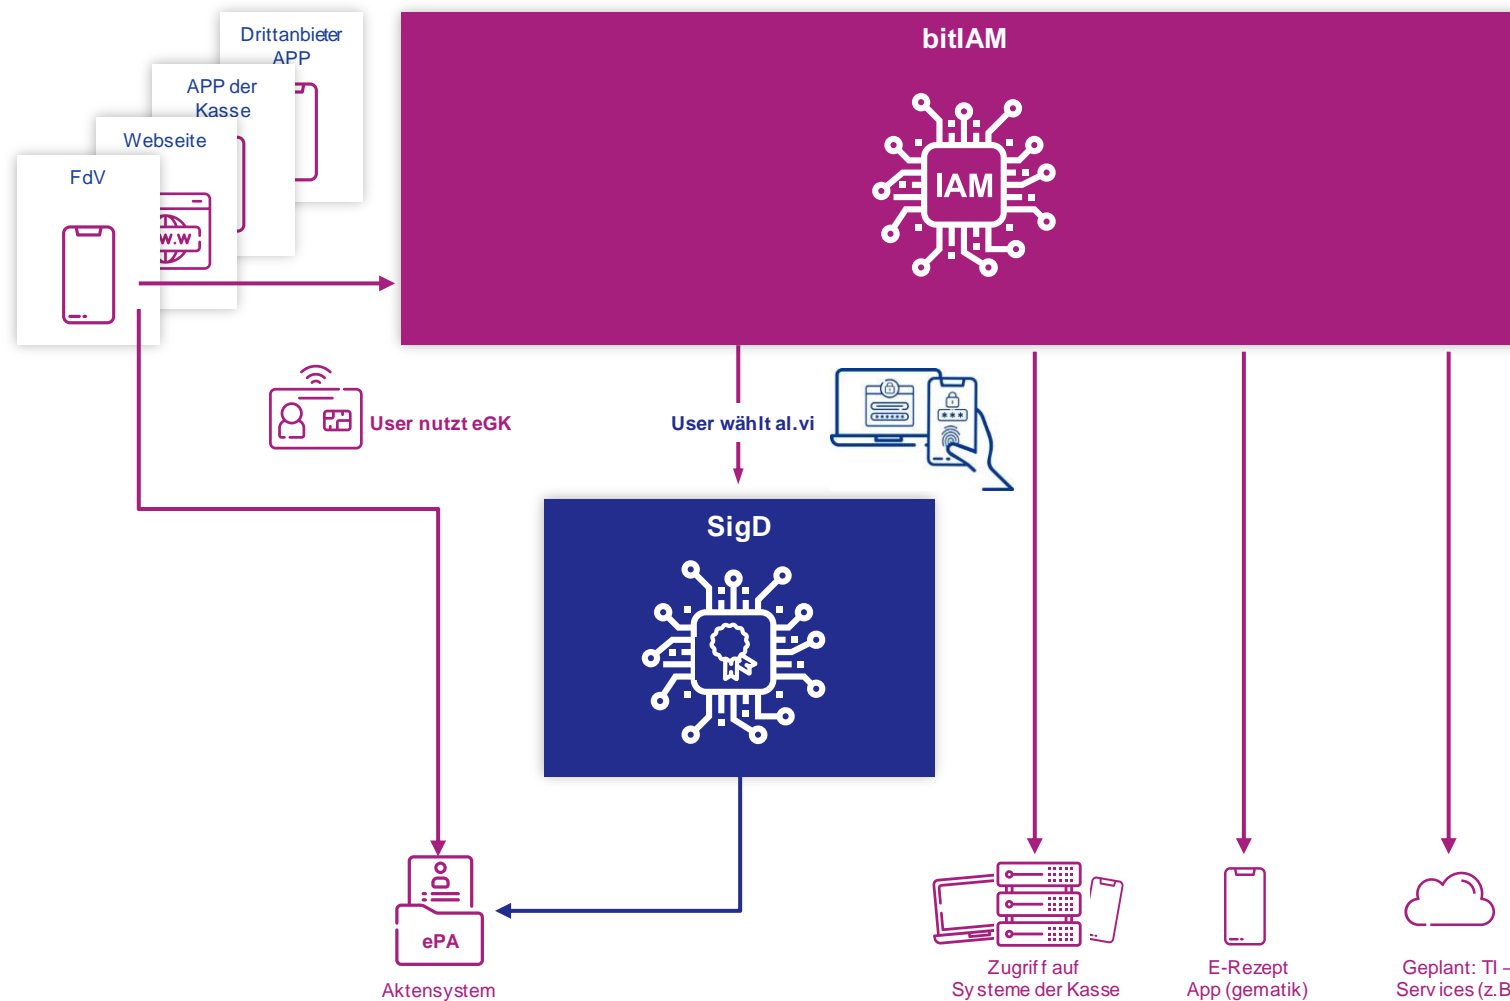 Drittanbieter
APP
APP der
Kasse
Webseite
FdV
W.W
bitIAM
IAM
User nutzt eGK
User wählt al.vi
***
SigD
ePA
Aktensystem
Zugriff auf
Systeme der Kasse
E-Rezept
App (gematik)
Geplant: TI –
Services (z.B